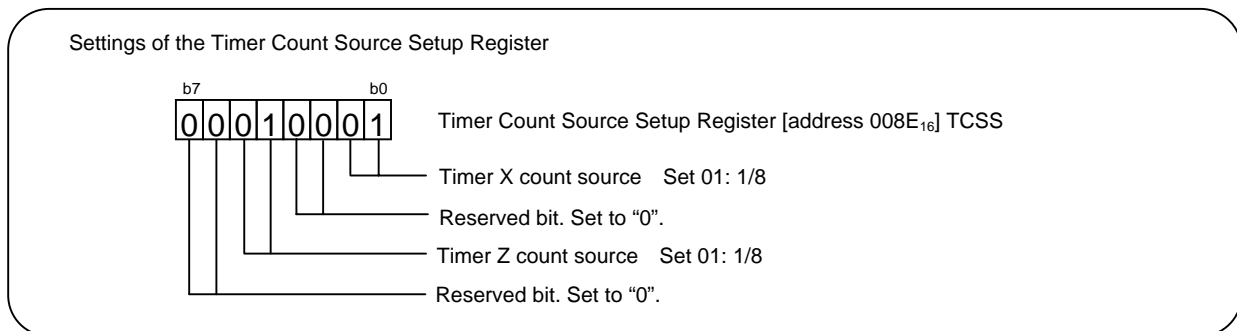 Settings of the Timer Count Source Setup Register
b7 b0
0 0 0 1 0 0 0 1 Timer Count Source Setup Register [address 008E₁₆] TCSS
Timer X count source Set 01: 1/8
Reserved bit. Set to “0”.
Timer Z count source Set 01: 1/8
Reserved bit. Set to “0”.